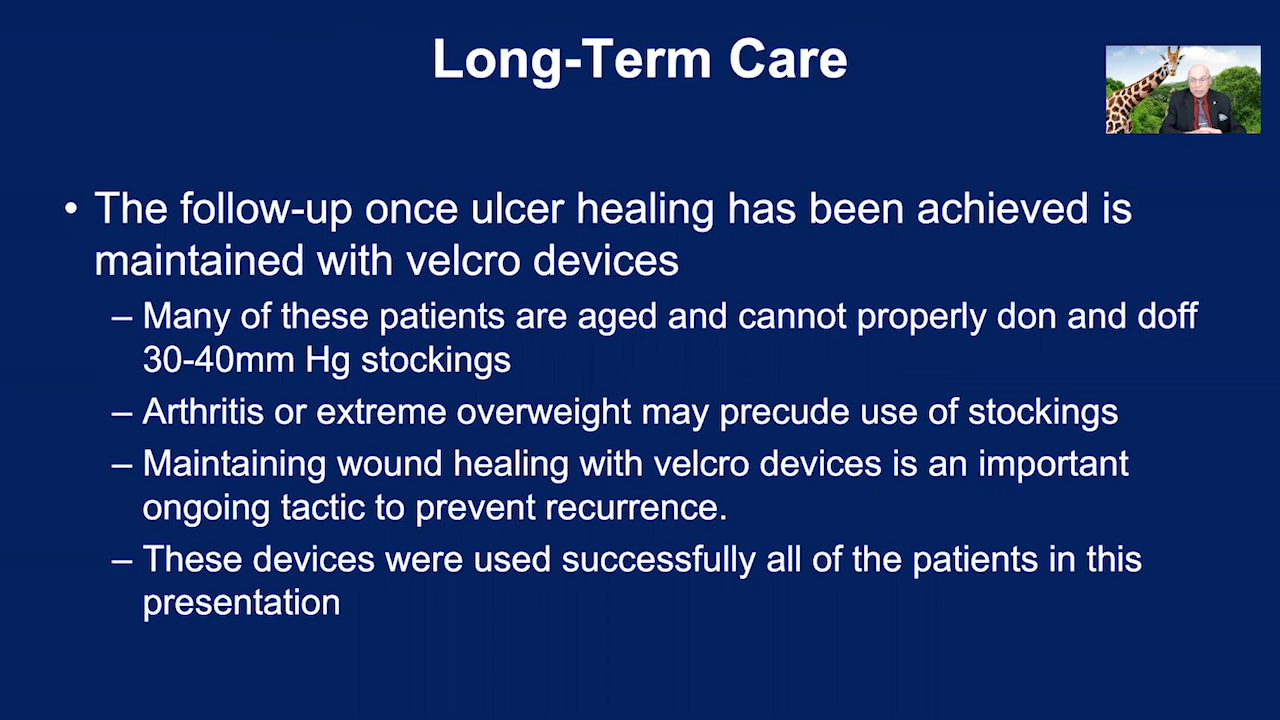 Long-Term Care
• The follow-up once ulcer healing has been achieved is
maintained with velcro devices
– Many of these patients are aged and cannot properly don and doff
30-40mm Hg stockings
– Arthritis or extreme overweight may precude use of stockings
– Maintaining wound healing with velcro devices is an important
ongoing tactic to prevent recurrence.
– These devices were used successfully all of the patients in this
presentation